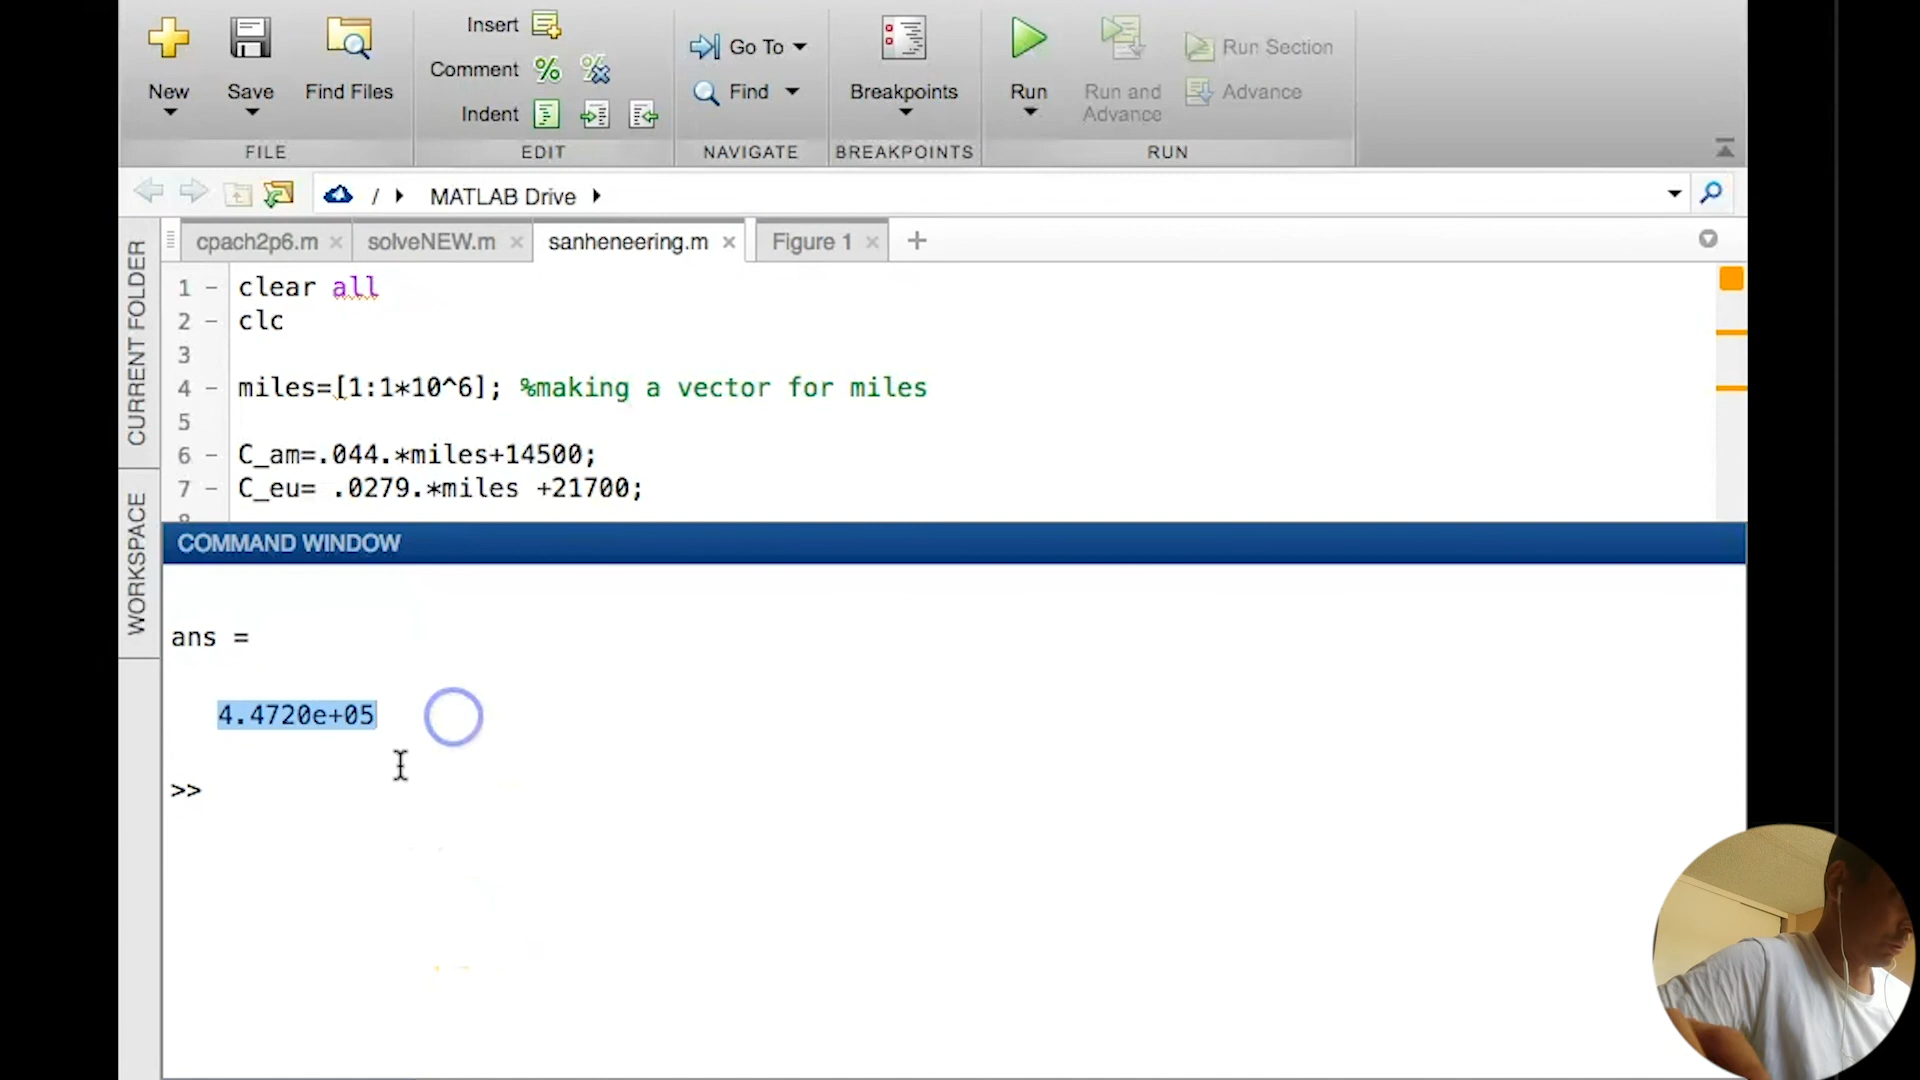 New
Save
Find Files
Insert
Comment
Indent
Go To
Find
Breakpoints
Run
Run and
Advance
Run Section
Advance
FILE
EDIT
NAVIGATE
BREAKPOINTS
RUN
/
MATLAB Drive
cpach2p6.m
solveNEW.m
sanheneering.m
Figure 1
CURRENT FOLDER
WORKSPACE
1 - clear all
2 - clc
3
4 - miles=[1:1*10^6]; %making a vector for miles
5
6 - C_am=.044.*miles+14500;
7 - C_eu= .0279.*miles +21700;
8
COMMAND WINDOW
ans =
4.4720e+05
>>